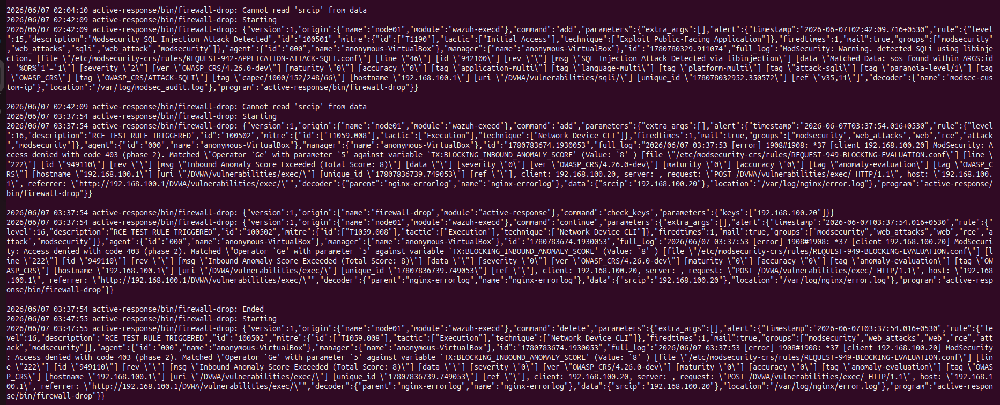 2026/06/07 02:04:10 active-response/bin/firewall-drop: Cannot read 'srcip' from data
2026/06/07 02:42:09 active-response/bin/firewall-drop: Starting
2026/06/07 02:42:09 active-response/bin/firewall-drop: {"version":1,"origin":{"name":"node01","module":"wazuh-execd"},"command":"add","parameters":{"extra_args":[],"alert":{"timestamp":"2026-06-07T02:42:09.716+0530","rule":{"level
":15,"description":"Modsecurity SQL Injection Attack Detected","id":"100501","mitre":{"id":["T1190"],"tactic":["Initial Access"],"technique":["Exploit Public-Facing Application"]},"firedtimes":1,"mail":true,"groups":["modsecurity"
,"web_attacks","sqli","web_attack","modsecurity"]},"agent":{"id":"000","name":"anonymous-VirtualBox"},"manager":{"name":"anonymous-VirtualBox"},"id":"1780780329.911074","full_log":"ModSecurity: Warning. detected SQLi using libinje
ction. [file \"/etc/modsecurity-crs/rules/REQUEST-942-APPLICATION-ATTACK-SQLI.conf\"] [line \"46\"] [id \"942100\"] [rev \"\"] [msg \"SQL Injection Attack Detected via libinjection\"] [data \"Matched Data: sos found within ARGS:id
: '%OR%'1'='1\"] [severity \"2\"] [ver \"OWASP_CRS/4.26.0-dev\"] [maturity \"0\"] [accuracy \"0\"] [tag \"application-multi\"] [tag \"language-multi\"] [tag \"platform-multi\"] [tag \"attack-sqli\"] [tag \"paranoia-level/1\"] [tag
\"OWASP_CRS\"] [tag \"OWASP_CRS/ATTACK-SQLI\"] [tag \"capec/1000/152/248/66\"] [hostname \"192.168.100.1\"] [uri \"/DVWA/vulnerabilities/sqli/\"] [unique_id \"178078032952.350572\"] [ref \"v35,11\"]","decoder":{"name":"modsec-cus
tom-ip"},"location":"/var/log/modsec_audit.log"},"program":"active-response/bin/firewall-drop"}}
2026/06/07 02:42:09 active-response/bin/firewall-drop: Cannot read 'srcip' from data
2026/06/07 03:37:54 active-response/bin/firewall-drop: Starting
2026/06/07 03:37:54 active-response/bin/firewall-drop: {"version":1,"origin":{"name":"node01","module":"wazuh-execd"},"command":"add","parameters":{"extra_args":[],"alert":{"timestamp":"2026-06-07T03:37:54.016+0530","rule":{"level
":16,"description":"RCE TEST RULE TRIGGERED","id":"100502","mitre":{"id":["T1059.008"],"tactic":["Execution"],"technique":["Network Device CLI"]},"firedtimes":1,"mail":true,"groups":["modsecurity","web_attacks","web","rce","attack
","modsecurity"]},"agent":{"id":"000","name":"anonymous-VirtualBox"},"manager":{"name":"anonymous-VirtualBox"},"id":"1780783674.1930053","full_log":"2026/06/07 03:37:53 [error] 1908#1908: *37 [client 192.168.100.20] ModSecurity: A
ccess denied with code 403 (phase 2). Matched \"Operator `Ge' with parameter `5' against variable `TX:BLOCKING_INBOUND_ANOMALY_SCORE' (Value: `8' ) [file \"/etc/modsecurity-crs/rules/REQUEST-949-BLOCKING-EVALUATION.conf\"] [line \
"222\"] [id \"949110\"] [rev \"\"] [msg \"Inbound Anomaly Score Exceeded (Total Score: 8)\"] [data \"\"] [severity \"0\"] [ver \"OWASP_CRS/4.26.0-dev\"] [maturity \"0\"] [accuracy \"0\"] [tag \"anomaly-evaluation\"] [tag \"OWASP_C
RS\"] [hostname \"192.168.100.1\"] [uri \"/DVWA/vulnerabilities/exec/\"] [unique_id \"17807836739.749053\"] [ref \"\"], client: 192.168.100.20, server: , request: \"POST /DVWA/vulnerabilities/exec/ HTTP/1.1\", host: \"192.168.100.
1\", referrer: \"http://192.168.100.1/DVWA/vulnerabilities/exec/\"","decoder":{"parent":"nginx-errorlog","name":"nginx-errorlog"},"data":{"srcip":"192.168.100.20"},"location":"/var/log/nginx/error.log"},"program":"active-response/
bin/firewall-drop"}}
2026/06/07 03:37:54 active-response/bin/firewall-drop: {"version":1,"origin":{"name":"firewall-drop","module":"active-response"},"command":"check_keys","parameters":{"keys":["192.168.100.20"]}}
2026/06/07 03:37:54 active-response/bin/firewall-drop: {"version":1,"origin":{"name":"node01","module":"wazuh-execd"},"command":"continue","parameters":{"extra_args":[],"alert":{"timestamp":"2026-06-07T03:37:54.016+0530","rule":{"
level":16,"description":"RCE TEST RULE TRIGGERED","id":"100502","mitre":{"id":["T1059.008"],"tactic":["Execution"],"technique":["Network Device CLI"]},"firedtimes":1,"mail":true,"groups":["modsecurity","web_attacks","web","rce","a
ttack","modsecurity"]},"agent":{"id":"000","name":"anonymous-VirtualBox"},"manager":{"name":"anonymous-VirtualBox"},"id":"1780783674.1930053","full_log":"2026/06/07 03:37:53 [error] 1908#1908: *37 [client 192.168.100.20] ModSecuri
ty: Access denied with code 403 (phase 2). Matched \"Operator `Ge' with parameter `5' against variable `TX:BLOCKING_INBOUND_ANOMALY_SCORE' (Value: `8' ) [file \"/etc/modsecurity-crs/rules/REQUEST-949-BLOCKING-EVALUATION.conf\"] [l
ine \"222\"] [id \"949110\"] [rev \"\"] [msg \"Inbound Anomaly Score Exceeded (Total Score: 8)\"] [data \"\"] [severity \"0\"] [ver \"OWASP_CRS/4.26.0-dev\"] [maturity \"0\"] [accuracy \"0\"] [tag \"anomaly-evaluation\"] [tag \"OW
ASP_CRS\"] [hostname \"192.168.100.1\"] [uri \"/DVWA/vulnerabilities/exec/\"] [unique_id \"17807836739.749053\"] [ref \"\"], client: 192.168.100.20, server: , request: \"POST /DVWA/vulnerabilities/exec/ HTTP/1.1\", host: \"192.168
.100.1\", referrer: \"http://192.168.100.1/DVWA/vulnerabilities/exec/\"","decoder":{"parent":"nginx-errorlog","name":"nginx-errorlog"},"data":{"srcip":"192.168.100.20"},"location":"/var/log/nginx/error.log"},"program":"active-resp
onse/bin/firewall-drop"}}
2026/06/07 03:37:54 active-response/bin/firewall-drop: Ended
2026/06/07 03:47:55 active-response/bin/firewall-drop: Starting
2026/06/07 03:47:55 active-response/bin/firewall-drop: {"version":1,"origin":{"name":"node01","module":"wazuh-execd"},"command":"delete","parameters":{"extra_args":[],"alert":{"timestamp":"2026-06-07T03:37:54.016+0530","rule":{"le
vel":16,"description":"RCE TEST RULE TRIGGERED","id":"100502","mitre":{"id":["T1059.008"],"tactic":["Execution"],"technique":["Network Device CLI"]},"firedtimes":1,"mail":true,"groups":["modsecurity","web_attacks","web","rce","att
ack","modsecurity"]},"agent":{"id":"000","name":"anonymous-VirtualBox"},"manager":{"name":"anonymous-VirtualBox"},"id":"1780783674.1930053","full_log":"2026/06/07 03:37:53 [error] 1908#1908: *37 [client 192.168.100.20] ModSecurity
: Access denied with code 403 (phase 2). Matched \"Operator `Ge' with parameter `5' against variable `TX:BLOCKING_INBOUND_ANOMALY_SCORE' (Value: `8' ) [file \"/etc/modsecurity-crs/rules/REQUEST-949-BLOCKING-EVALUATION.conf\"] [lin
e \"222\"] [id \"949110\"] [rev \"\"] [msg \"Inbound Anomaly Score Exceeded (Total Score: 8)\"] [data \"\"] [severity \"0\"] [ver \"OWASP_CRS/4.26.0-dev\"] [maturity \"0\"] [accuracy \"0\"] [tag \"anomaly-evaluation\"] [tag \"OWAS
P_CRS\"] [hostname \"192.168.100.1\"] [uri \"/DVWA/vulnerabilities/exec/\"] [unique_id \"17807836739.749053\"] [ref \"\"], client: 192.168.100.20, server: , request: \"POST /DVWA/vulnerabilities/exec/ HTTP/1.1\", host: \"192.168.1
00.1\", referrer: \"http://192.168.100.1/DVWA/vulnerabilities/exec/\"","decoder":{"parent":"nginx-errorlog","name":"nginx-errorlog"},"data":{"srcip":"192.168.100.20"},"location":"/var/log/nginx/error.log"},"program":"active-respon
se/bin/firewall-drop"}}